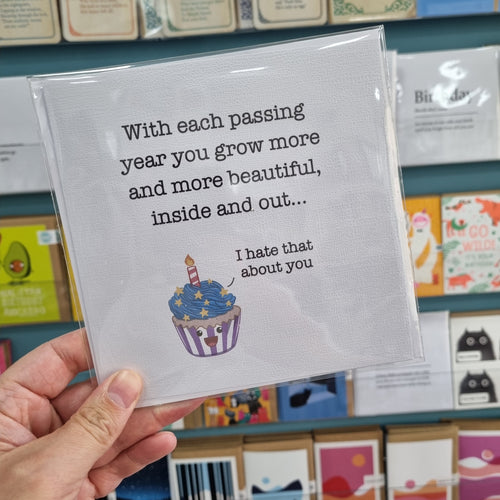 With each passing
year you grow more
and more beautiful,
inside and out...
I hate that
about you
Birthday
GO
WILD!